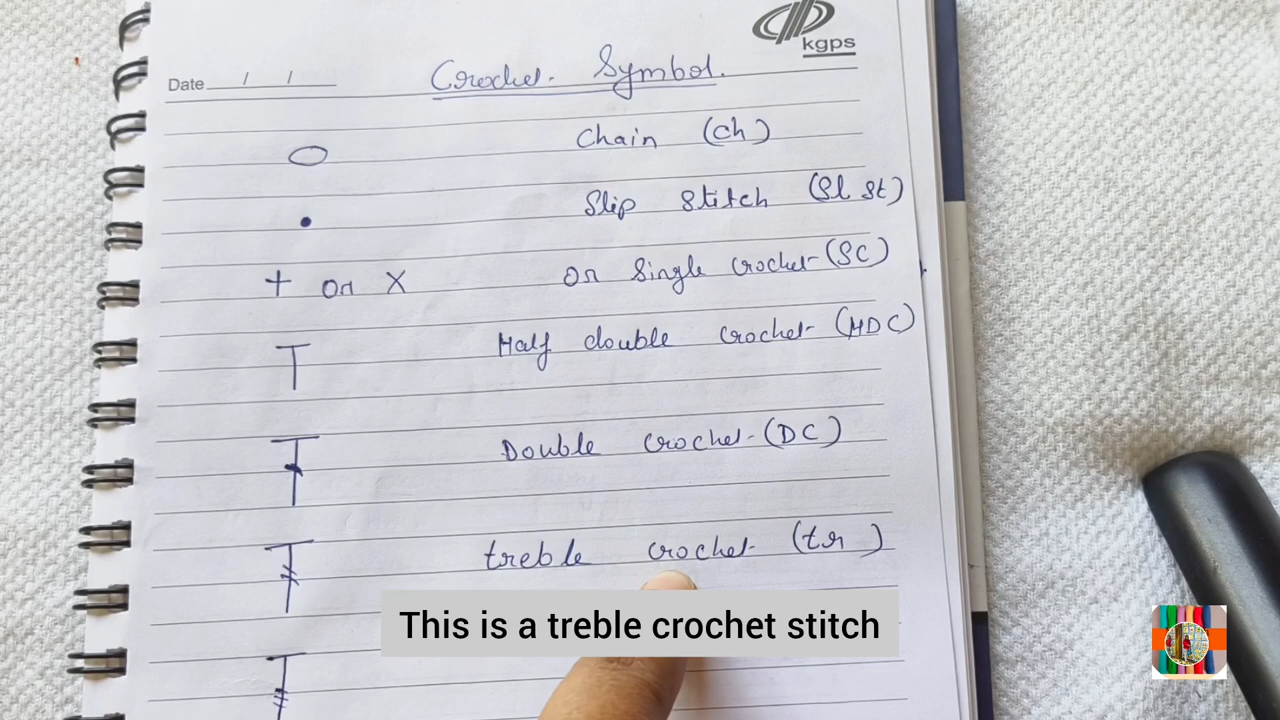 kgps
Date / /
Crochet Symbol.
Chain (ch)
Slip stitch (Sl St)
+ or X or Single crochet (SC)
Half double crochet (HDC)
Double crochet (DC)
treble crochet (tr)
This is a treble crochet stitch